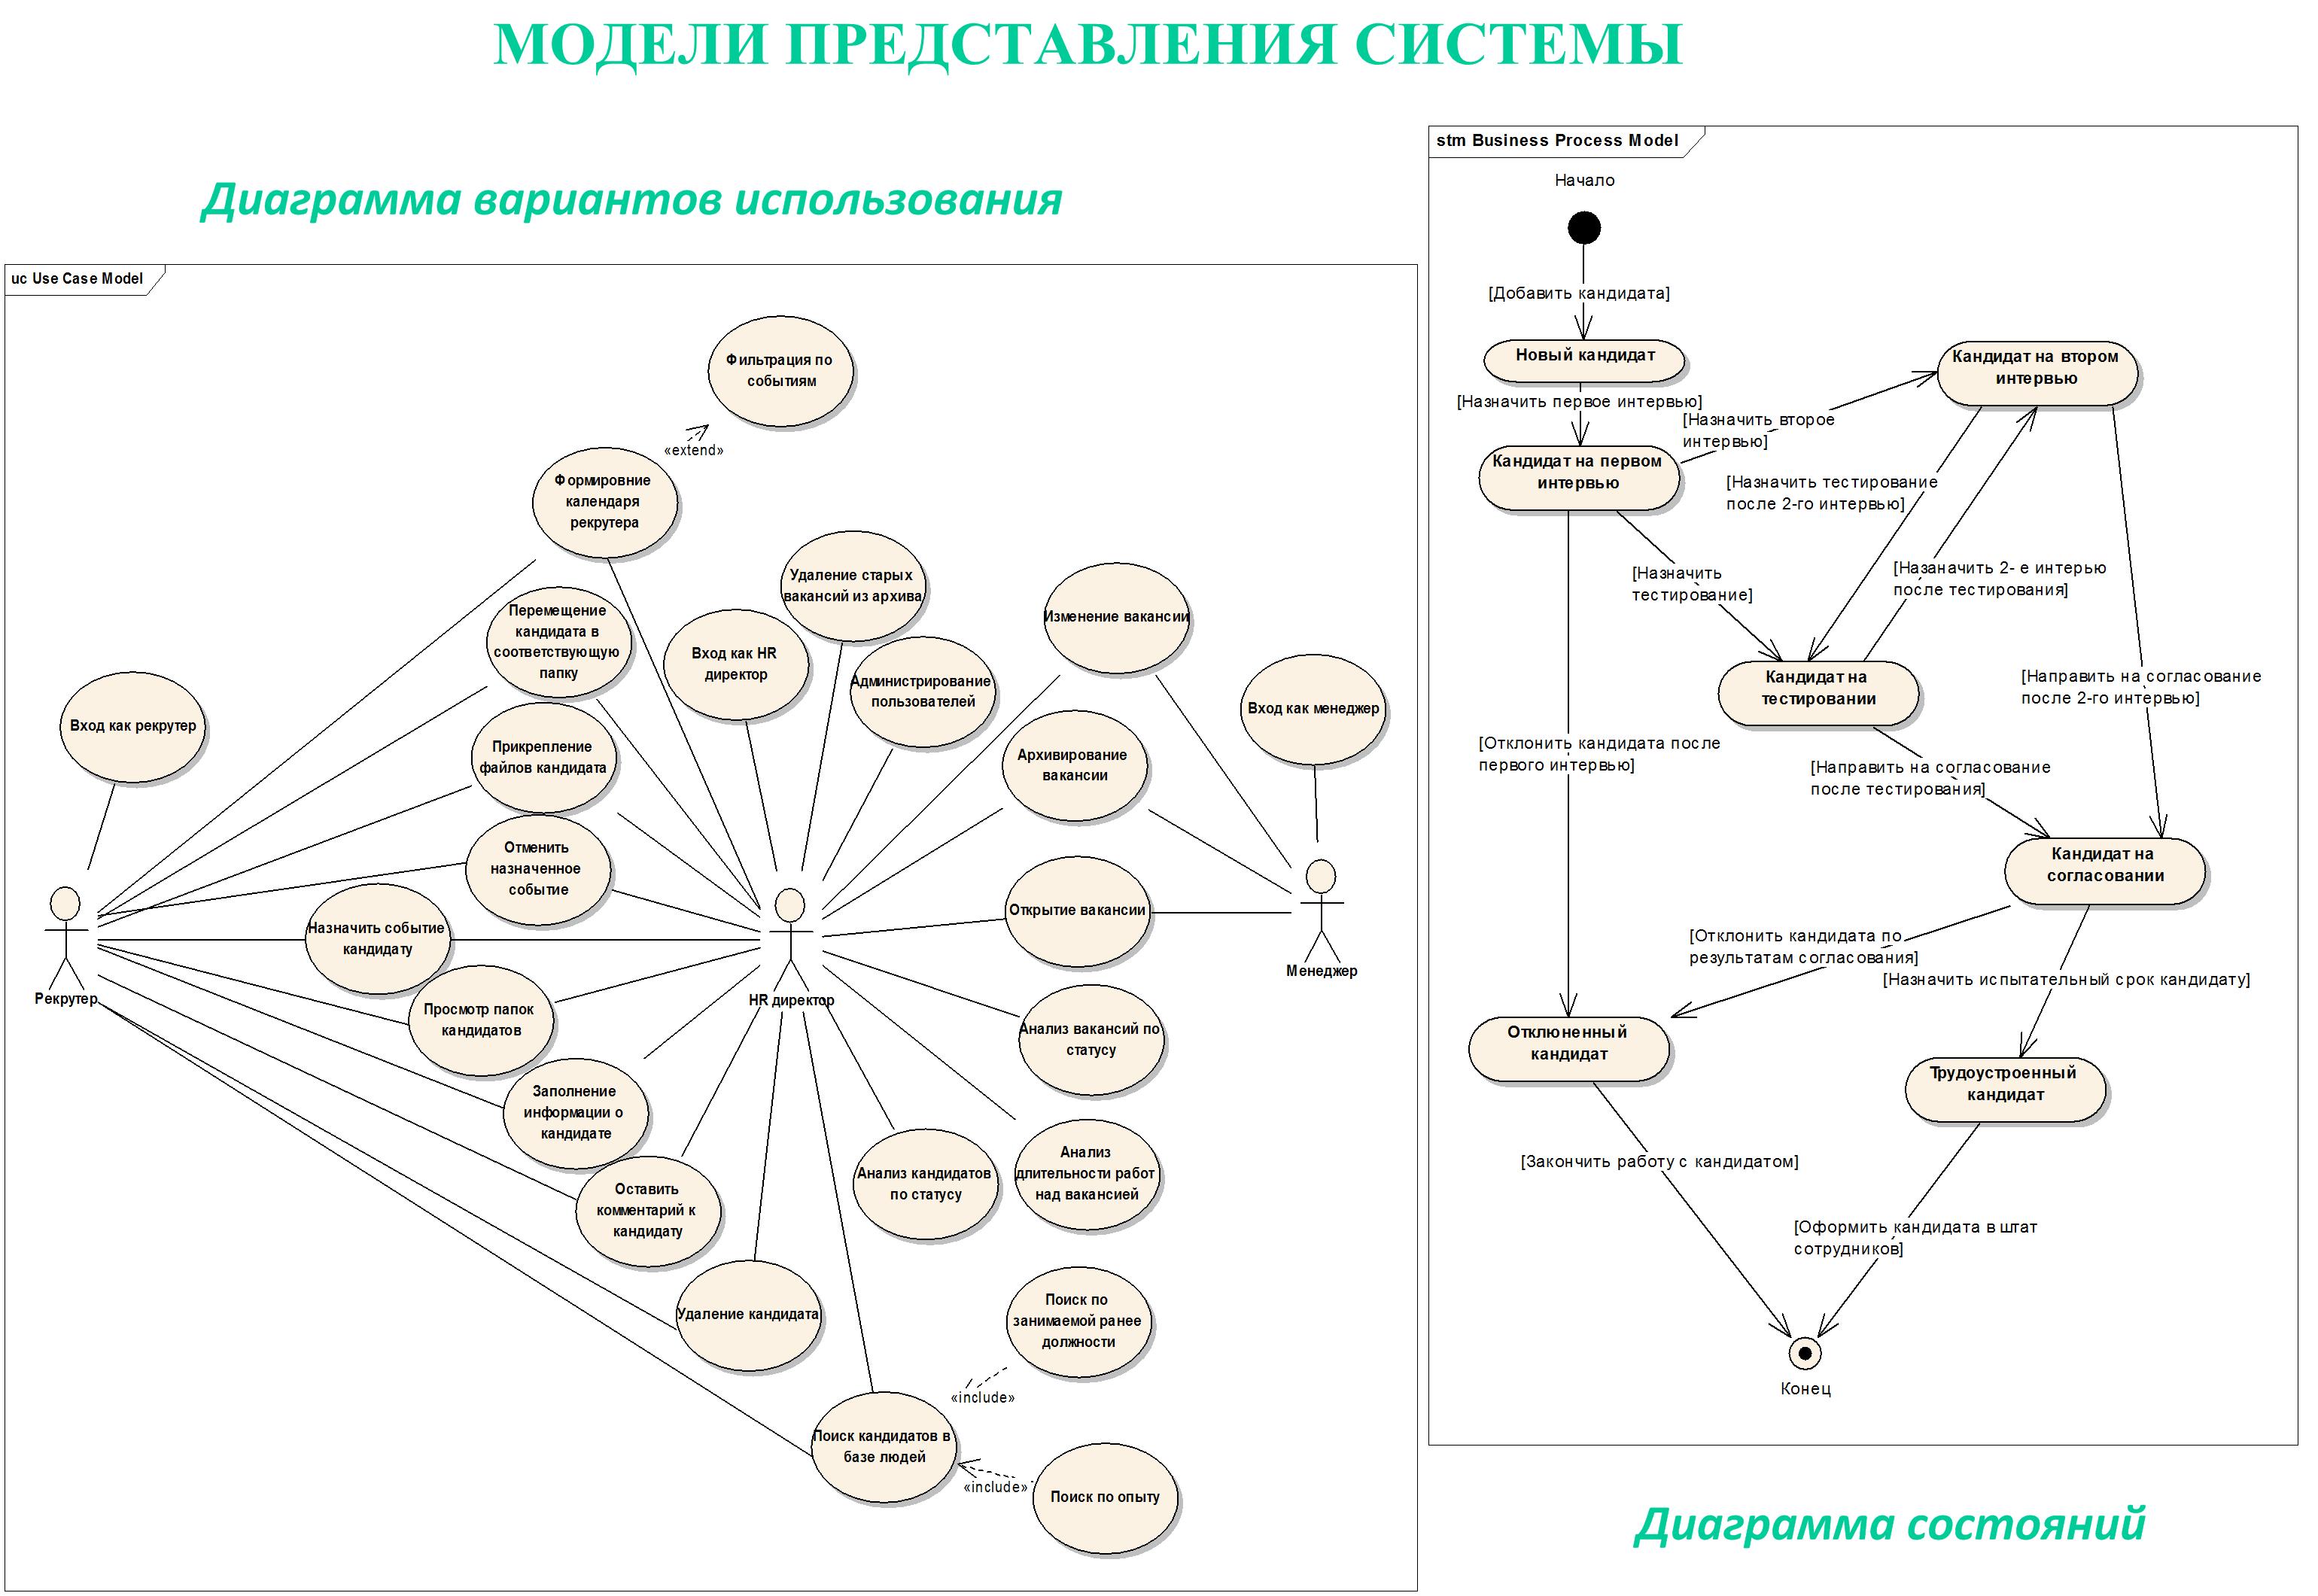 МОДЕЛИ ПРЕДСТАВЛЕНИЯ СИСТЕМЫ
Диаграмма вариантов использования
uc Use Case Model
Фильтрация по
событиям
«extend»
Формировние
календаря
рекрутера
Удаление старых
вакансий из архива
Изменение вакансии
Перемещение
кандидата в
соответствующую
папку
Вход как HR
директор
Администрирование
пользователей
Вход как менеджер
Вход как рекрутер
Прикрепление
файлов кандидата
Архивирование
вакансии
Отменить
назначенное
событие
Открытие вакансии
Назначить событие
кандидату
Менеджер
Рекрутер
HR директор
Просмотр папок
кандидатов
Анализ вакансий по
статусу
Заполнение
информации о
кандидате
Анализ кандидатов
по статусу
Анализ
длительности работ
над вакансией
Оставить
комментарий к
кандидату
Удаление кандидата
Поиск по
занимаемой ранее
должности
«include»
Поиск кандидатов в
базе людей
«include»
Поиск по опыту
stm Business Process Model
Начало
[Добавить кандидата]
Новый кандидат
Кандидат на втором
интервью
[Назначить первое интервью]
[Назначить второе
интервью]
Кандидат на первом
интервью
[Назначить тестирование
после 2-го интервью]
[Назначить
тестирование]
[Назаначить 2- е интерью
после тестирования]
Кандидат на
тестировании
[Направить на согласование
после 2-го интервью]
[Отклонить кандидата после
первого интервью]
[Направить на согласование
после тестирования]
Кандидат на
согласовании
[Отклонить кандидата по
результатам согласования]
[Назначить испытательный срок кандидату]
Отклюненный
кандидат
Трудоустроенный
кандидат
[Закончить работу с кандидатом]
[Оформить кандидата в штат
сотрудников]
Конец
Диаграмма состояний